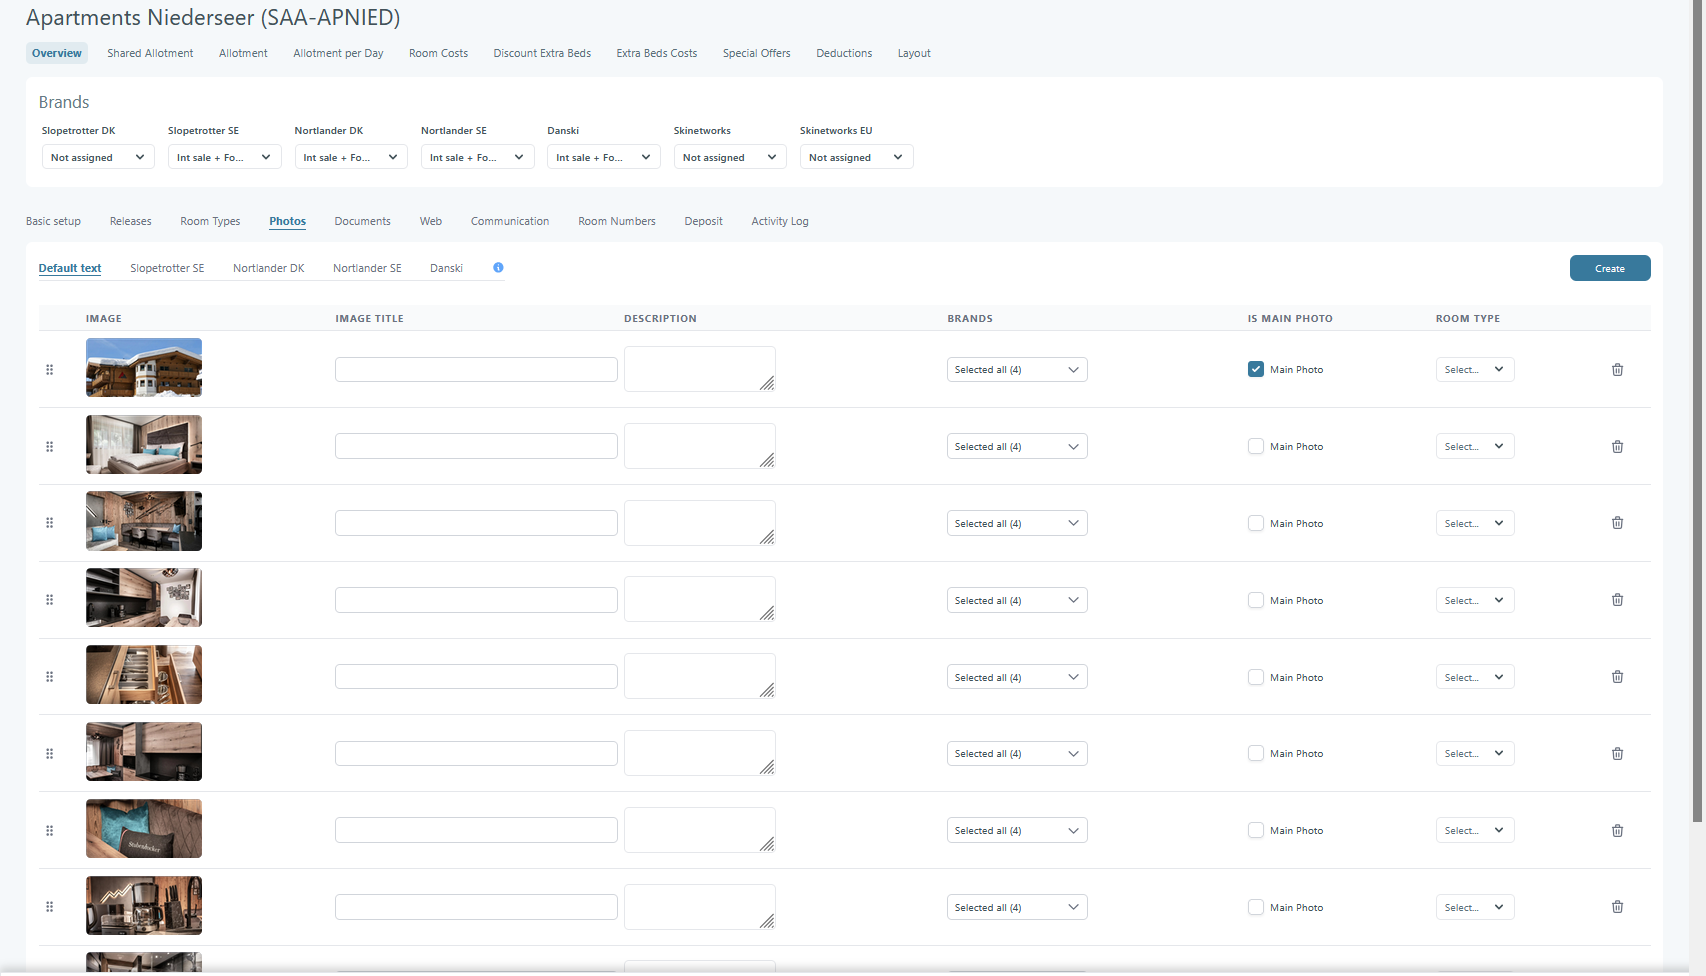 Apartments Niederseer (SAA-APNIED)
Overview Shared Allotment Allotment Allotment per Day Room Costs Discount Extra Beds Extra Beds Costs Special Offers Deductions Layout
Brands
Slopetrotter DK Slopetrotter SE Nortlander DK Nortlander SE Danski Skinetworks Skinetworks EU
Not assigned Int sale + Fo... Int sale + Fo... Int sale + Fo... Int sale + Fo... Not assigned Not assigned
Basic setup Releases Room Types Photos Documents Web Communication Room Numbers Deposit Activity Log
Default text Slopetrotter SE Nortlander DK Nortlander SE Danski Create
IMAGE IMAGE TITLE DESCRIPTION BRANDS IS MAIN PHOTO ROOM TYPE
Selected all (4) Main Photo Select...
Selected all (4) Main Photo Select...
Selected all (4) Main Photo Select...
Selected all (4) Main Photo Select...
Selected all (4) Main Photo Select...
Selected all (4) Main Photo Select...
Selected all (4) Main Photo Select...
Selected all (4) Main Photo Select...